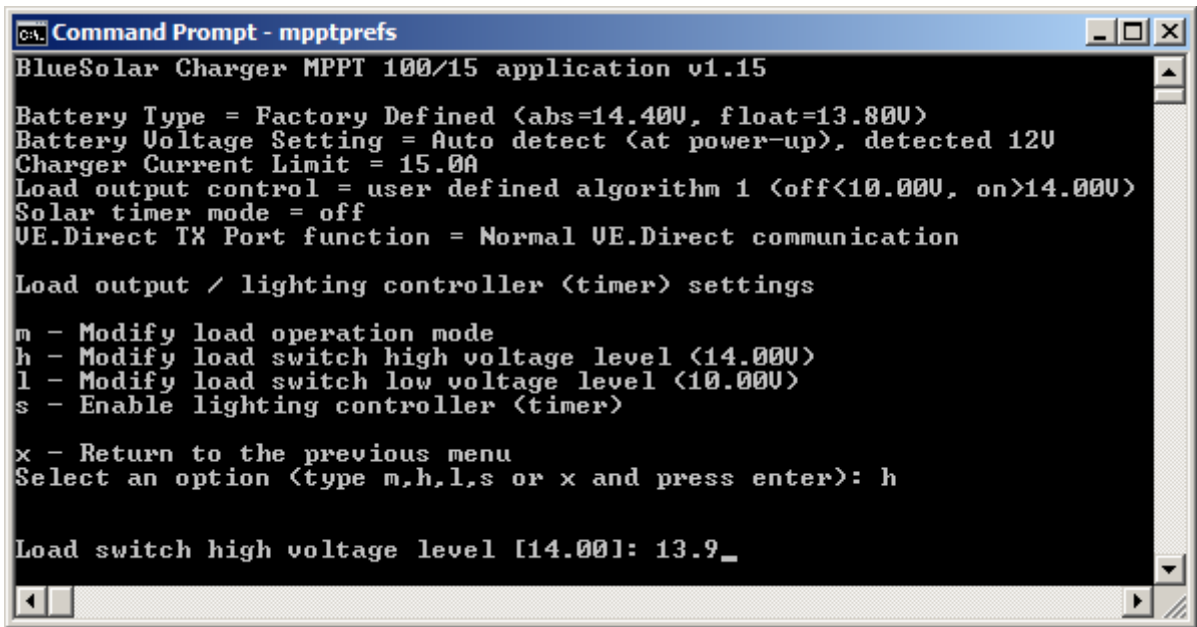 Command Prompt - mpptprefs
BlueSolar Charger MPPT 100/15 application v1.15
Battery Type = Factory Defined (abs=14.40V, float=13.80V)
Battery Voltage Setting = Auto detect (at power-up), detected 12V
Charger Current Limit = 15.0A
Load output control = user defined algorithm 1 (off<10.00V, on>14.00V)
Solar timer mode = off
VE.Direct TX Port function = Normal VE.Direct communication
Load output / lighting controller (timer) settings
m - Modify load operation mode
h - Modify load switch high voltage level (14.00V)
l - Modify load switch low voltage level (10.00V)
s - Enable lighting controller (timer)
x - Return to the previous menu
Select an option (type m,h,l,s or x and press enter): h
Load switch high voltage level [14.00]: 13.9_